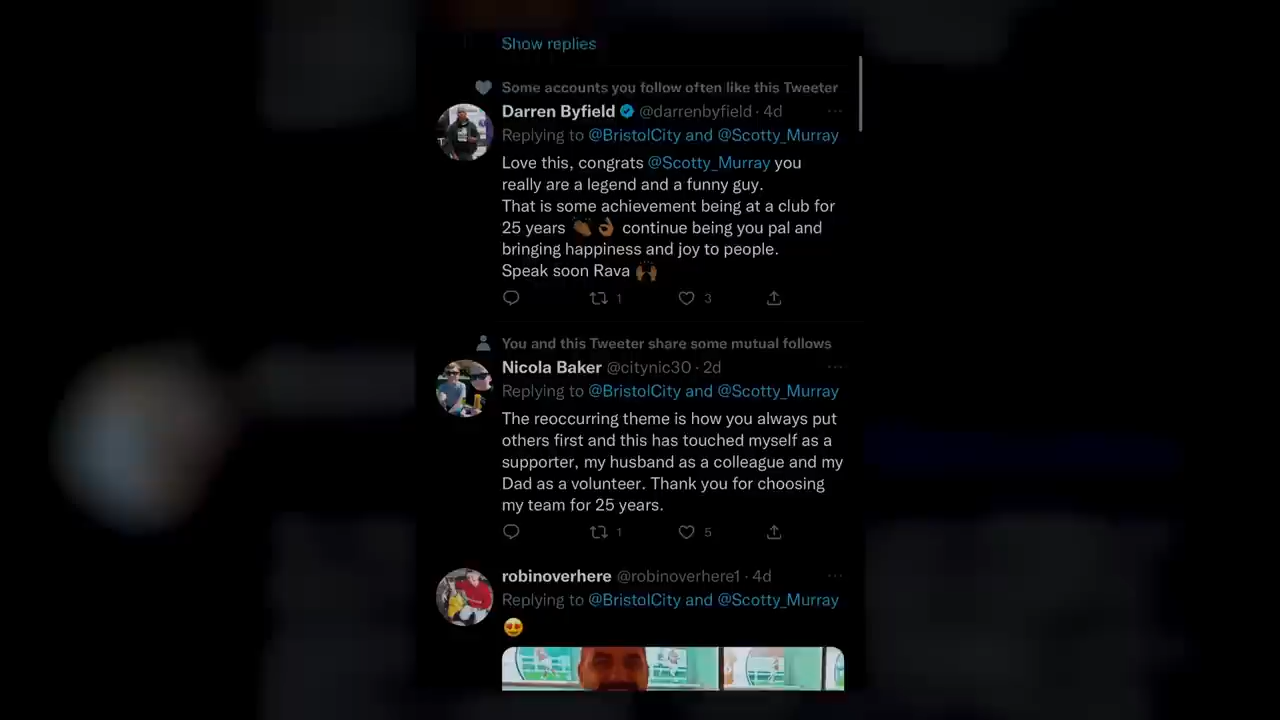 Show replies
Some accounts you follow often like this Tweeter
Darren Byfield @darrenbyfield · 4d
Replying to @BristolCity and @Scotty_Murray
Love this, congrats @Scotty_Murray you
really are a legend and a funny guy.
That is some achievement being at a club for
25 years 👏🏾 👌🏾 continue being you pal and
bringing happiness and joy to people.
Speak soon Rava 🙌🏾
1 3
You and this Tweeter share some mutual follows
Nicola Baker @citynic30 · 2d
Replying to @BristolCity and @Scotty_Murray
The reoccurring theme is how you always put
others first and this has touched myself as a
supporter, my husband as a colleague and my
Dad as a volunteer. Thank you for choosing
my team for 25 years.
1 5
robinoverhere @robinoverhere1 · 4d
Replying to @BristolCity and @Scotty_Murray
😍